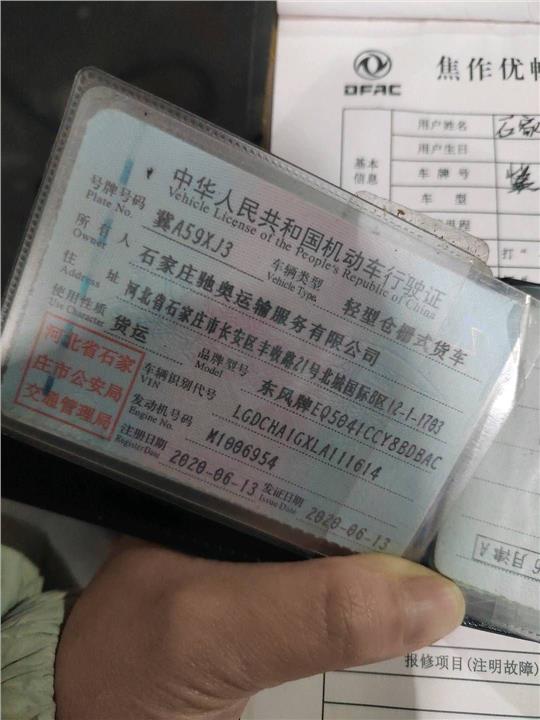 DFAC
焦作优
用户姓名
用户生日
基本信息
车牌号
车型
中华人民共和国机动车行驶证
Vehicle License of the People's Republic of China
号牌号码 冀A59XJ3 车辆类型 轻型仓栅式货车
Plate No. Vehicle Type.
所有人 石家庄驰奥运输服务有限公司
Owner
住址 河北省石家庄市长安区丰收路21号北城国际B区12-1-1703
Address
使用性质 货运 品牌型号 东风牌EQ5041CCY8BDBAC
Use Character Model
车辆识别代号 LGDCHA1GXLA111614
VIN
发动机号码 M1006954
Engine No.
注册日期 2020-06-13 发证日期 2020-06-13
Register Date Issue Date
河北省石家
庄市公安局
交通管理局
报修项目(注明故障)